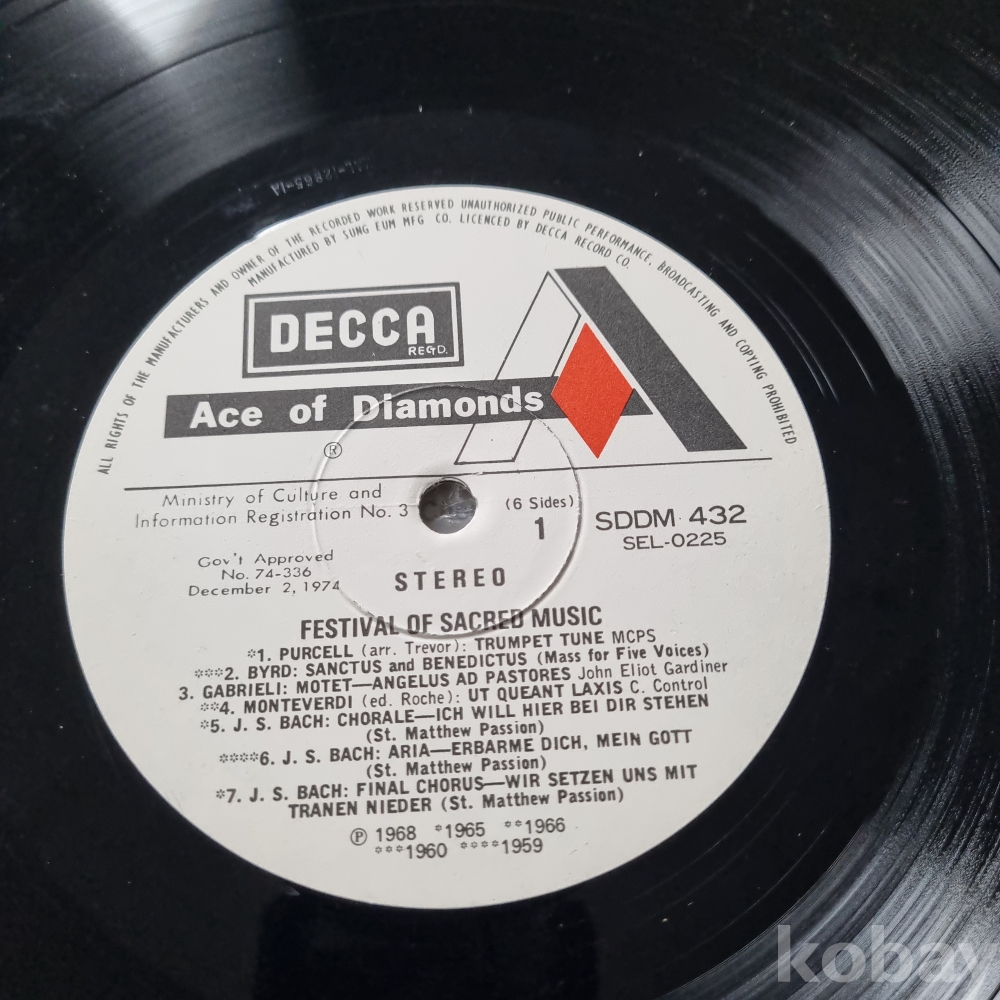 ALL RIGHTS OF THE MANUFACTURERS AND OWNER OF THE RECORDED WORK RESERVED UNAUTHORIZED PUBLIC PERFORMANCE, BROADCASTING AND COPYING PROHIBITED
MANUFACTURED BY SUNG EUM MFG CO. LICENCED BY DECCA RECORD CO.
DECCA
REGD.
Ace of Diamonds
®
Ministry of Culture and
Information Registration No. 3
(6 Sides)
1
SDDM 432
SEL-0225
Gov't Approved
No. 74-336
December 2, 1974
STEREO
FESTIVAL OF SACRED MUSIC
*1. PURCELL (arr. Trevor): TRUMPET TUNE MCPS
***2. BYRD: SANCTUS and BENEDICTUS (Mass for Five Voices)
3. GABRIELI: MOTET—ANGELUS AD PASTORES John Eliot Gardiner
**4. MONTEVERDI (ed. Roche): UT QUEANT LAXIS C. Control
*5. J. S. BACH: CHORALE—ICH WILL HIER BEI DIR STEHEN
(St. Matthew Passion)
****6. J. S. BACH: ARIA—ERBARME DICH, MEIN GOTT
(St. Matthew Passion)
*7. J. S. BACH: FINAL CHORUS—WIR SETZEN UNS MIT
TRANEN NIEDER (St. Matthew Passion)
℗ 1968 *1965 **1966
***1960 ****1959
kobay